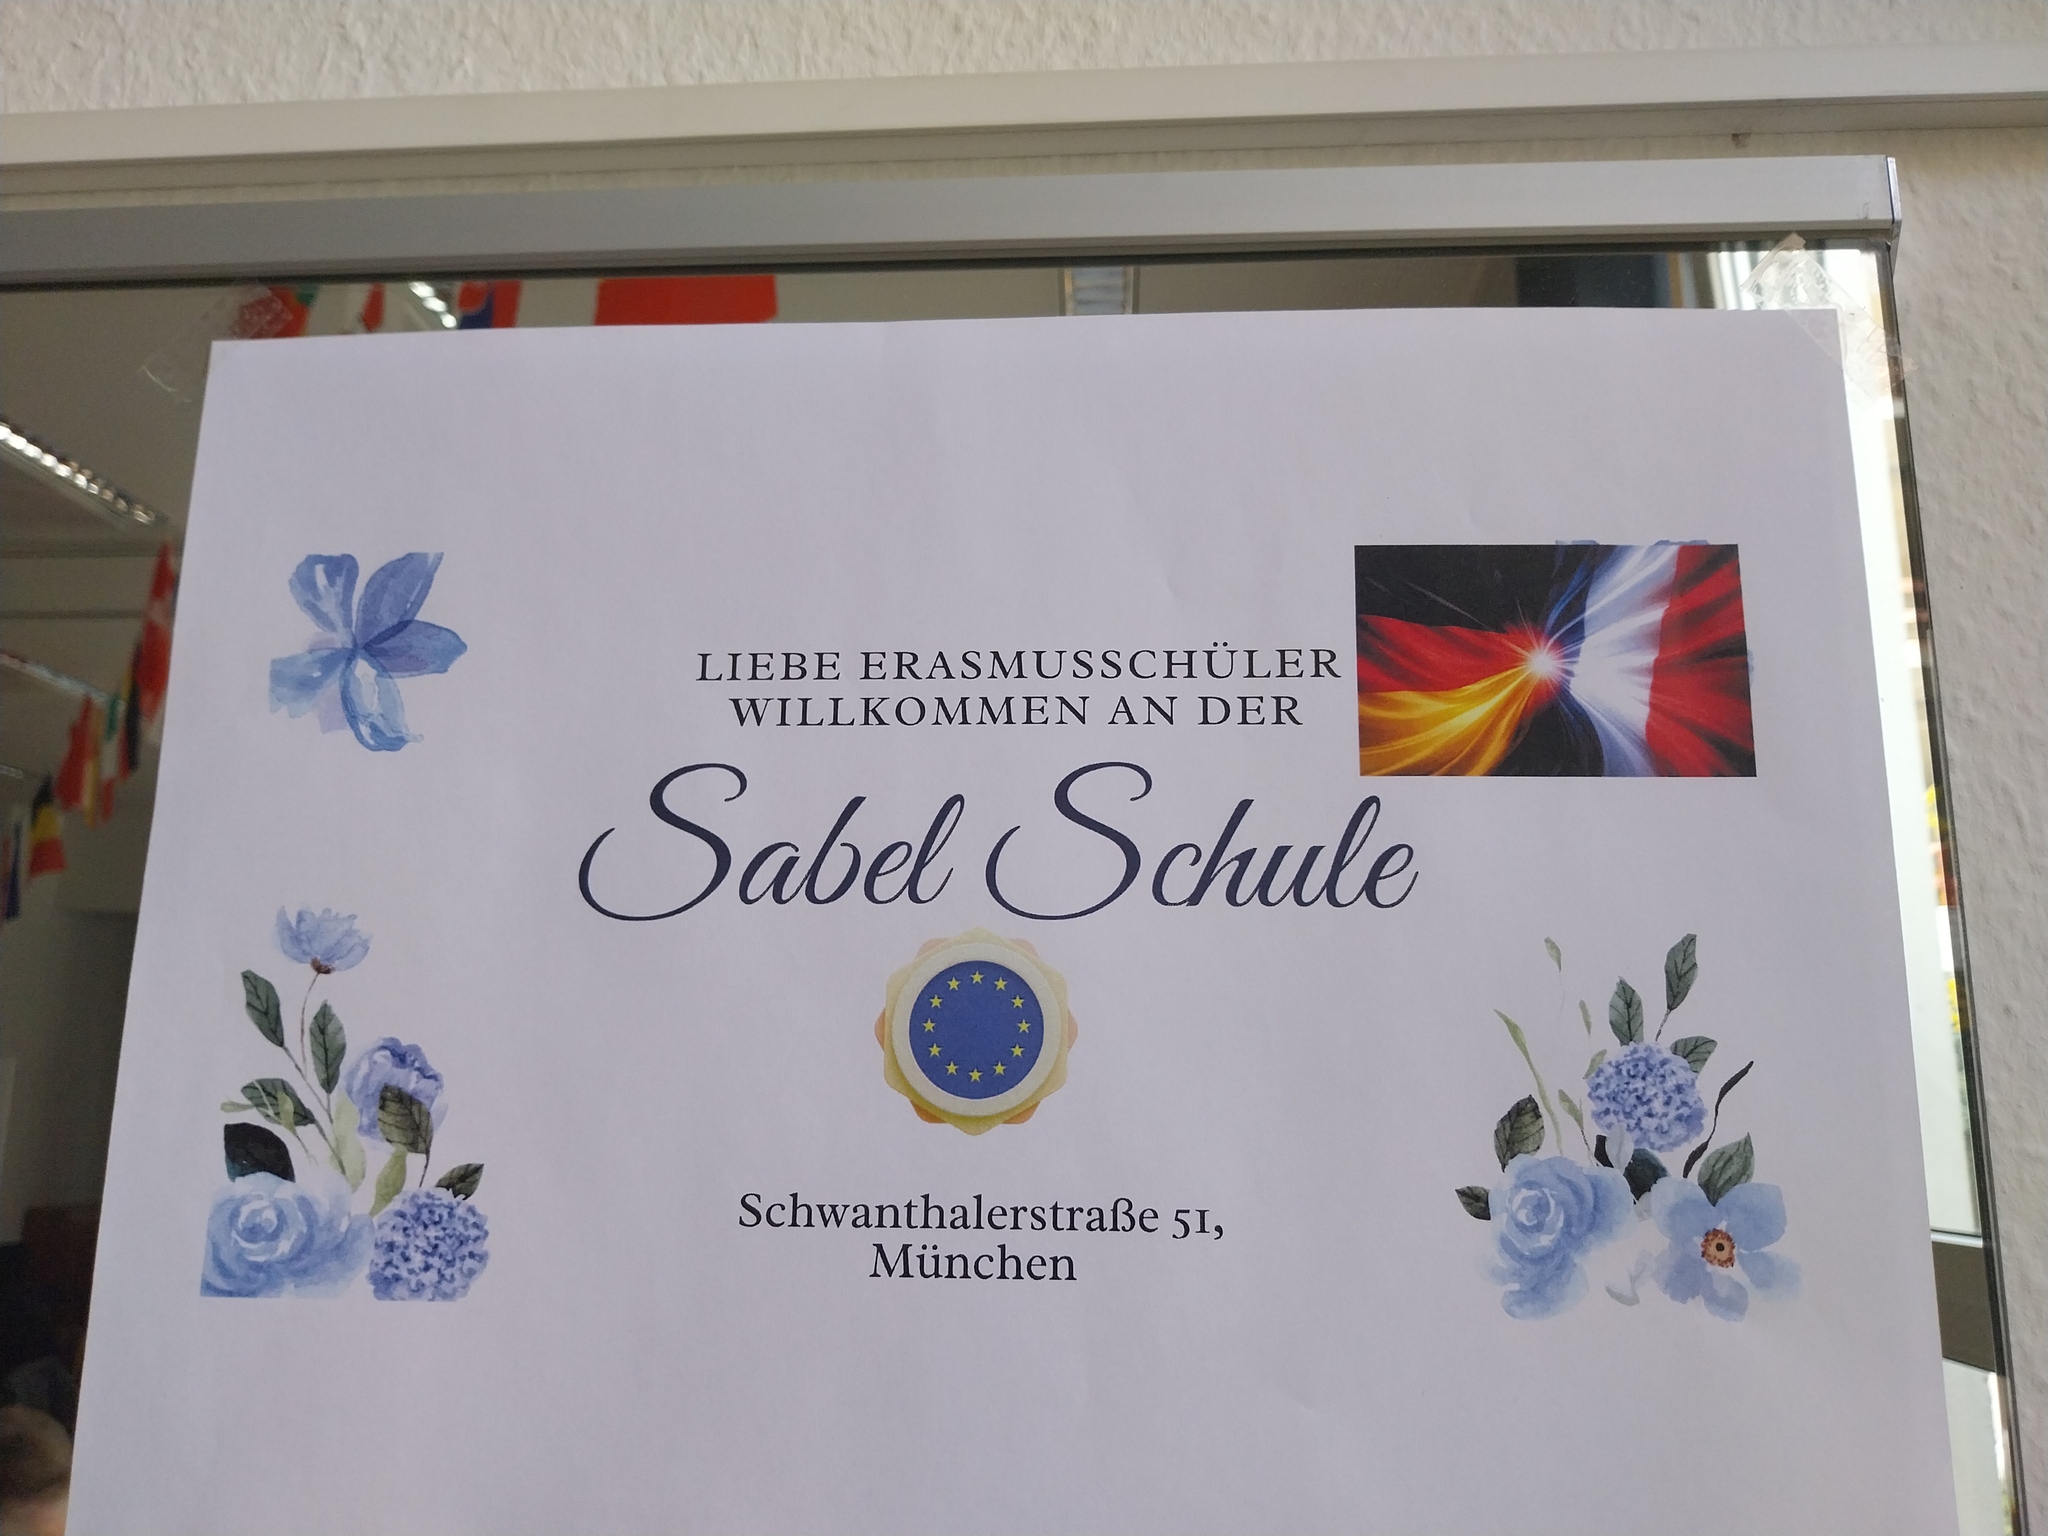 LIEBE ERASMUSSCHÜLER
WILLKOMMEN AN DER
Sabel Schule
Schwanthalerstraße 51,
München